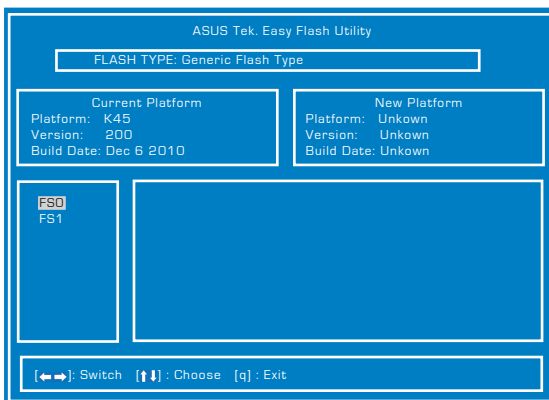 ASUS Tek. Easy Flash Utility
FLASH TYPE: Generic Flash Type
Current Platform
Platform: K45
Version: 200
Build Date: Dec 6 2010
New Platform
Platform: Unkown
Version: Unkown
Build Date: Unkown
FS0
FS1
[←→]: Switch [↑↓] : Choose [q] : Exit